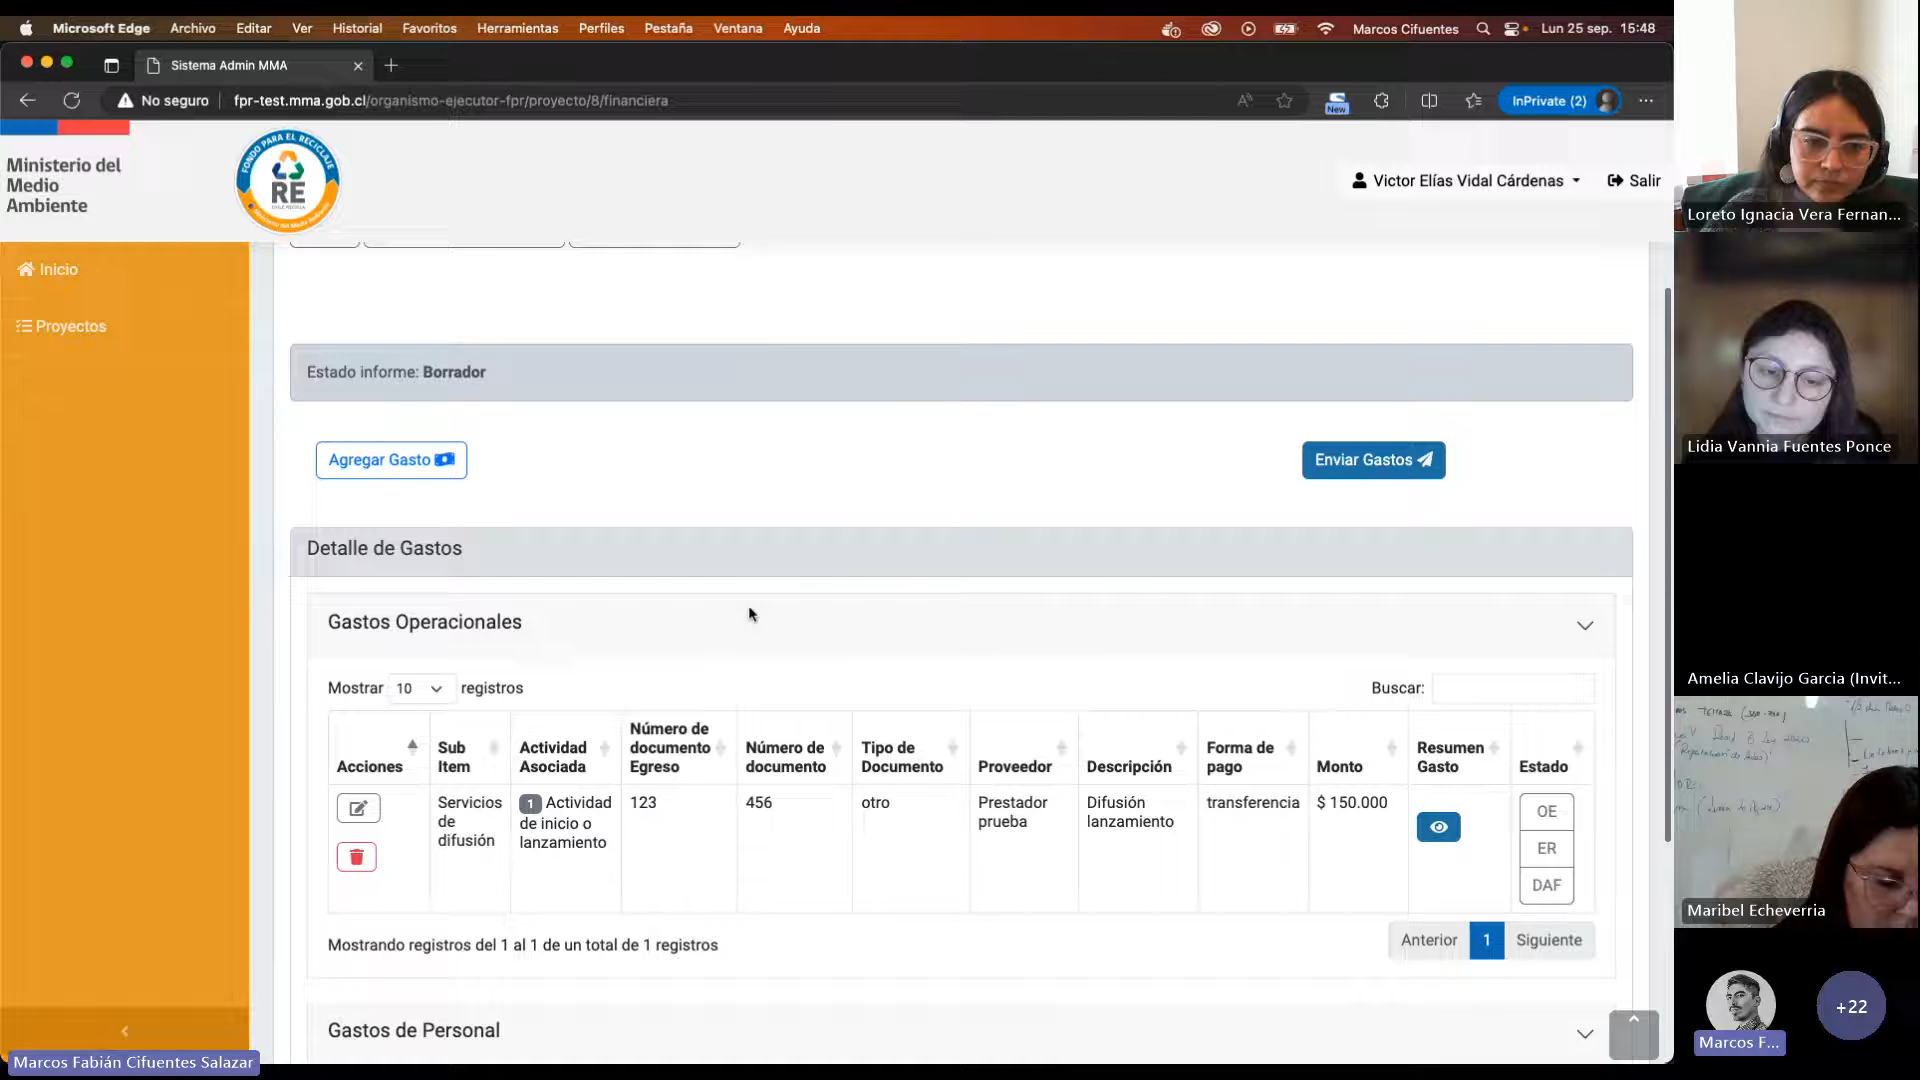 Microsoft Edge Archivo Editar Ver Historial Favoritos Herramientas Perfiles Pestaña Ventana Ayuda
Marcos Cifuentes Lun 25 sep. 15:48
Sistema Admin MMA
No seguro fpr-test.mma.gob.cl/organismo-ejecutor-fpr/proyecto/8/financiera
New
InPrivate (2)
Ministerio del
Medio
Ambiente
FONDO PARA EL RECICLAJE
RE
Victor Elías Vidal Cárdenas
Salir
Inicio
Proyectos
Estado informe: Borrador
Agregar Gasto
Enviar Gastos
Detalle de Gastos
Gastos Operacionales
Mostrar 10 registros
Buscar:
Acciones Sub Item Actividad Asociada Número de documento Egreso Número de documento Tipo de Documento Proveedor Descripción Forma de pago Monto Resumen Gasto Estado
Servicios de difusión 1 Actividad de inicio o lanzamiento 123 456 otro Prestador prueba Difusión lanzamiento transferencia $ 150.000
OE
ER
DAF
Mostrando registros del 1 al 1 de un total de 1 registros
Anterior 1 Siguiente
Gastos de Personal
Marcos Fabián Cifuentes Salazar
Loreto Ignacia Vera Fernan...
Lidia Vannia Fuentes Ponce
Amelia Clavijo Garcia (Invit...
Maribel Echeverria
Marcos F...
+22